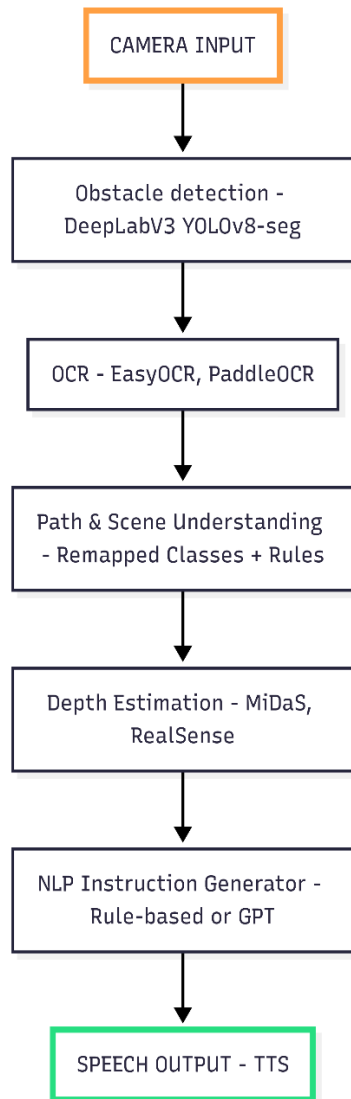 CAMERA INPUT
Obstacle detection -
DeepLabV3 YOLOv8-seg
OCR - EasyOCR, PaddleOCR
Path & Scene Understanding
- Remapped Classes + Rules
Depth Estimation - MiDaS,
RealSense
NLP Instruction Generator -
Rule-based or GPT
SPEECH OUTPUT - TTS